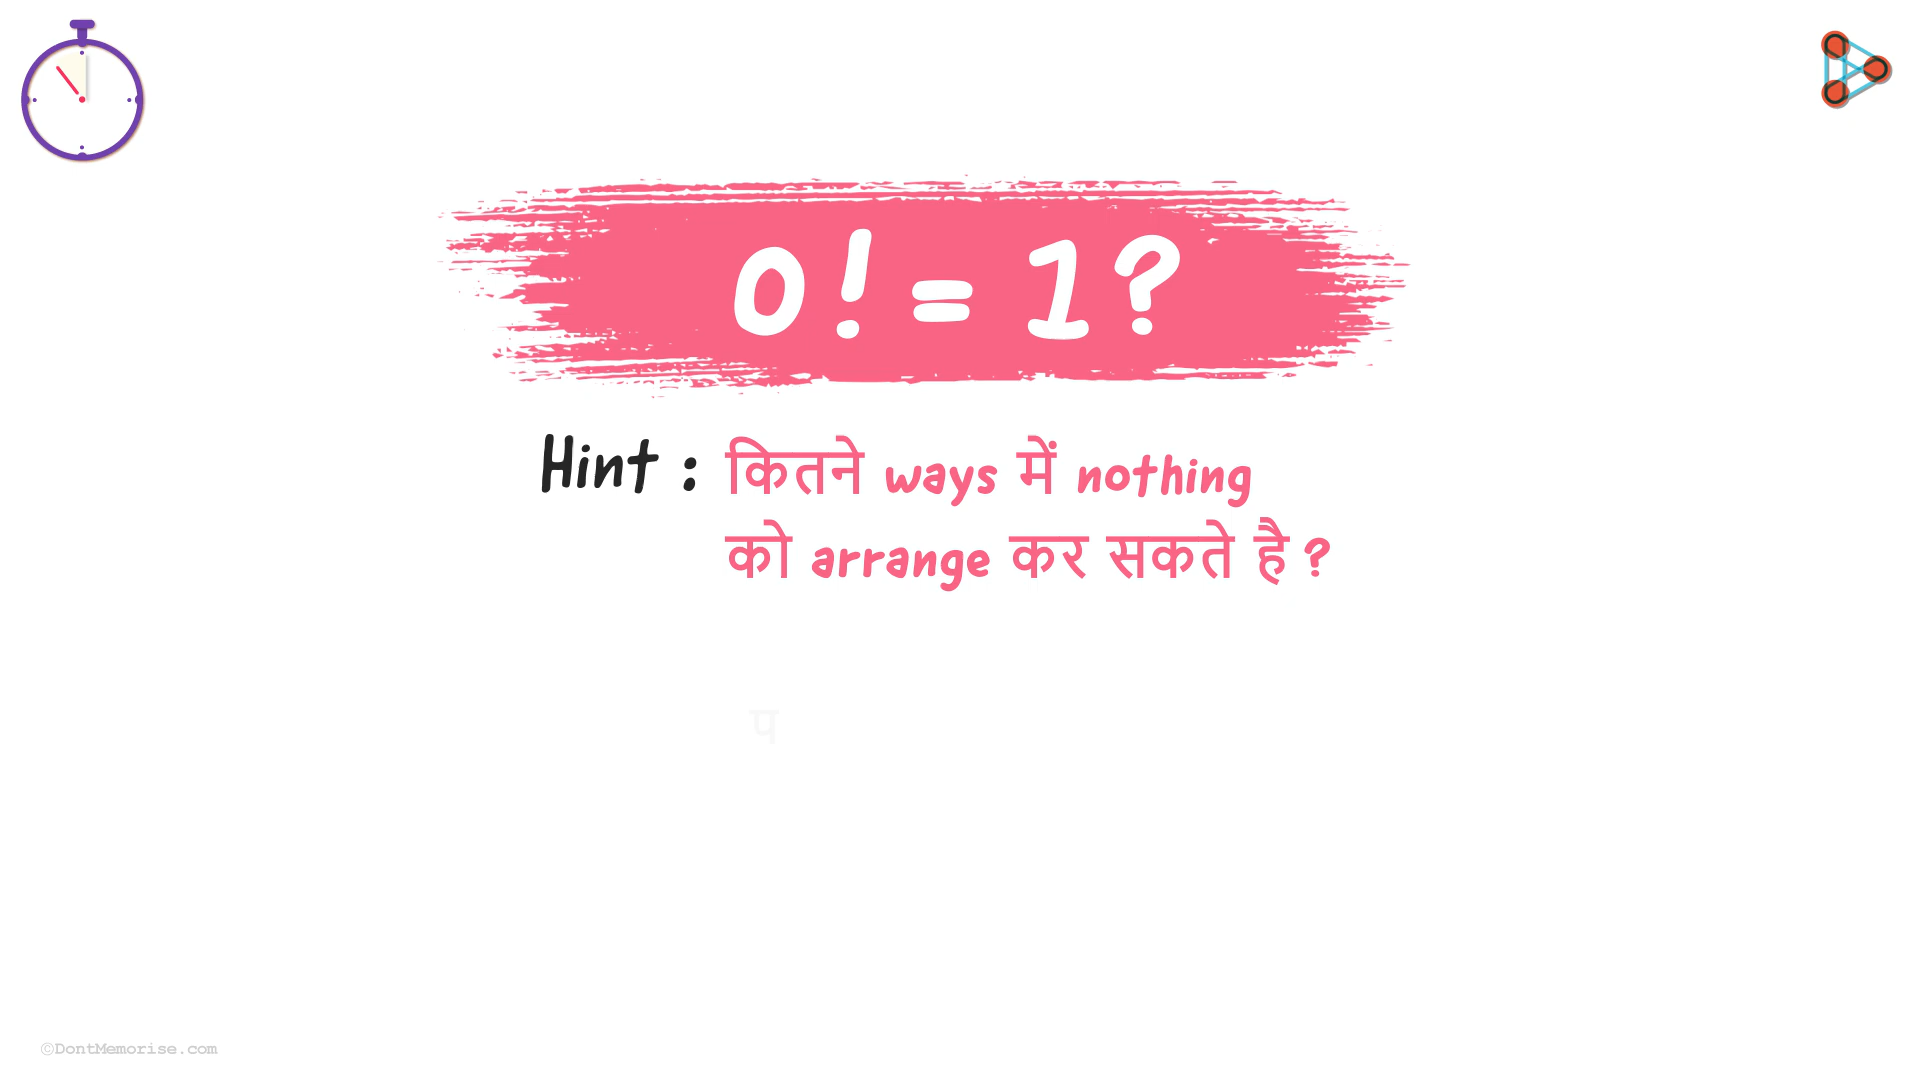 0! = 1?
Hint : कितने ways में nothing
को arrange कर सकते है ?
प
©DontMemorise.com